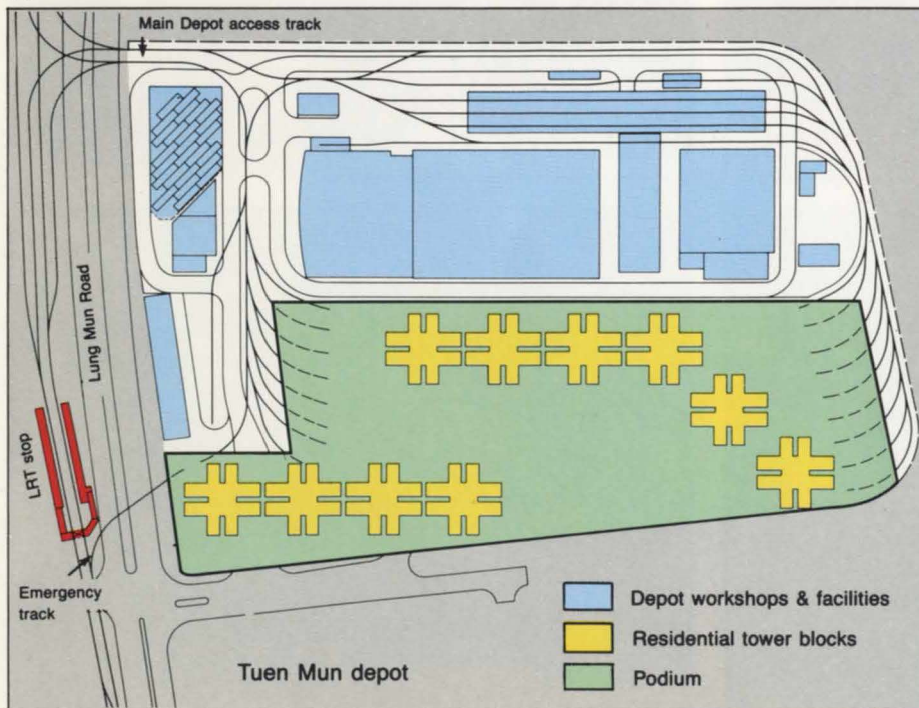 Main Depot access track
Lung Mun Road
LRT stop
Emergency
track
Depot workshops & facilities
Residential tower blocks
Podium
Tuen Mun depot